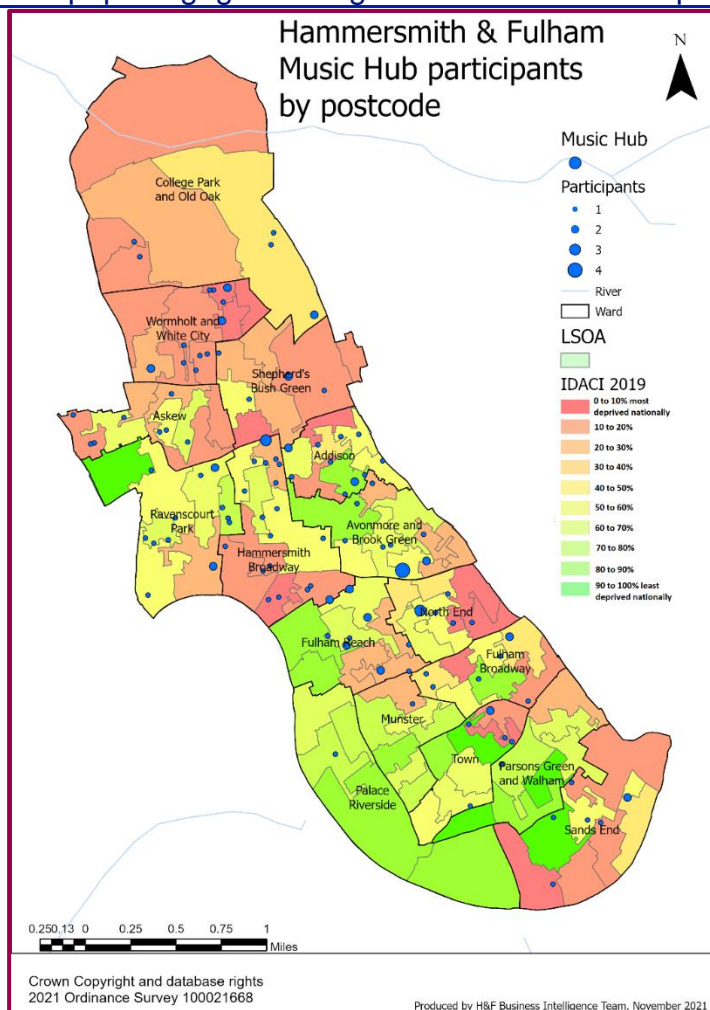 Hammersmith & Fulham
Music Hub participants
by postcode
N
Music Hub
Participants
1
2
3
4
River
Ward
LSOA
IDACI 2019
0 to 10% most
deprived nationally
10 to 20%
20 to 30%
30 to 40%
40 to 50%
50 to 60%
60 to 70%
70 to 80%
80 to 90%
90 to 100% least
deprived nationally
College Park
and Old Oak
Wormholt and
White City
Shepherd's
Bush Green
Askew
Addison
Ravenscourt
Park
Avonmore and
Brook Green
Hammersmith
Broadway
North End
Fulham Reach
Fulham
Broadway
Munster
Town
Parsons Green
and Walham
Palace
Riverside
Sands End
0.250.13 0 0.25 0.5 0.75 1
Miles
Crown Copyright and database rights
2021 Ordinance Survey 100021668
Produced by H&F Business Intelligence Team, November 2021